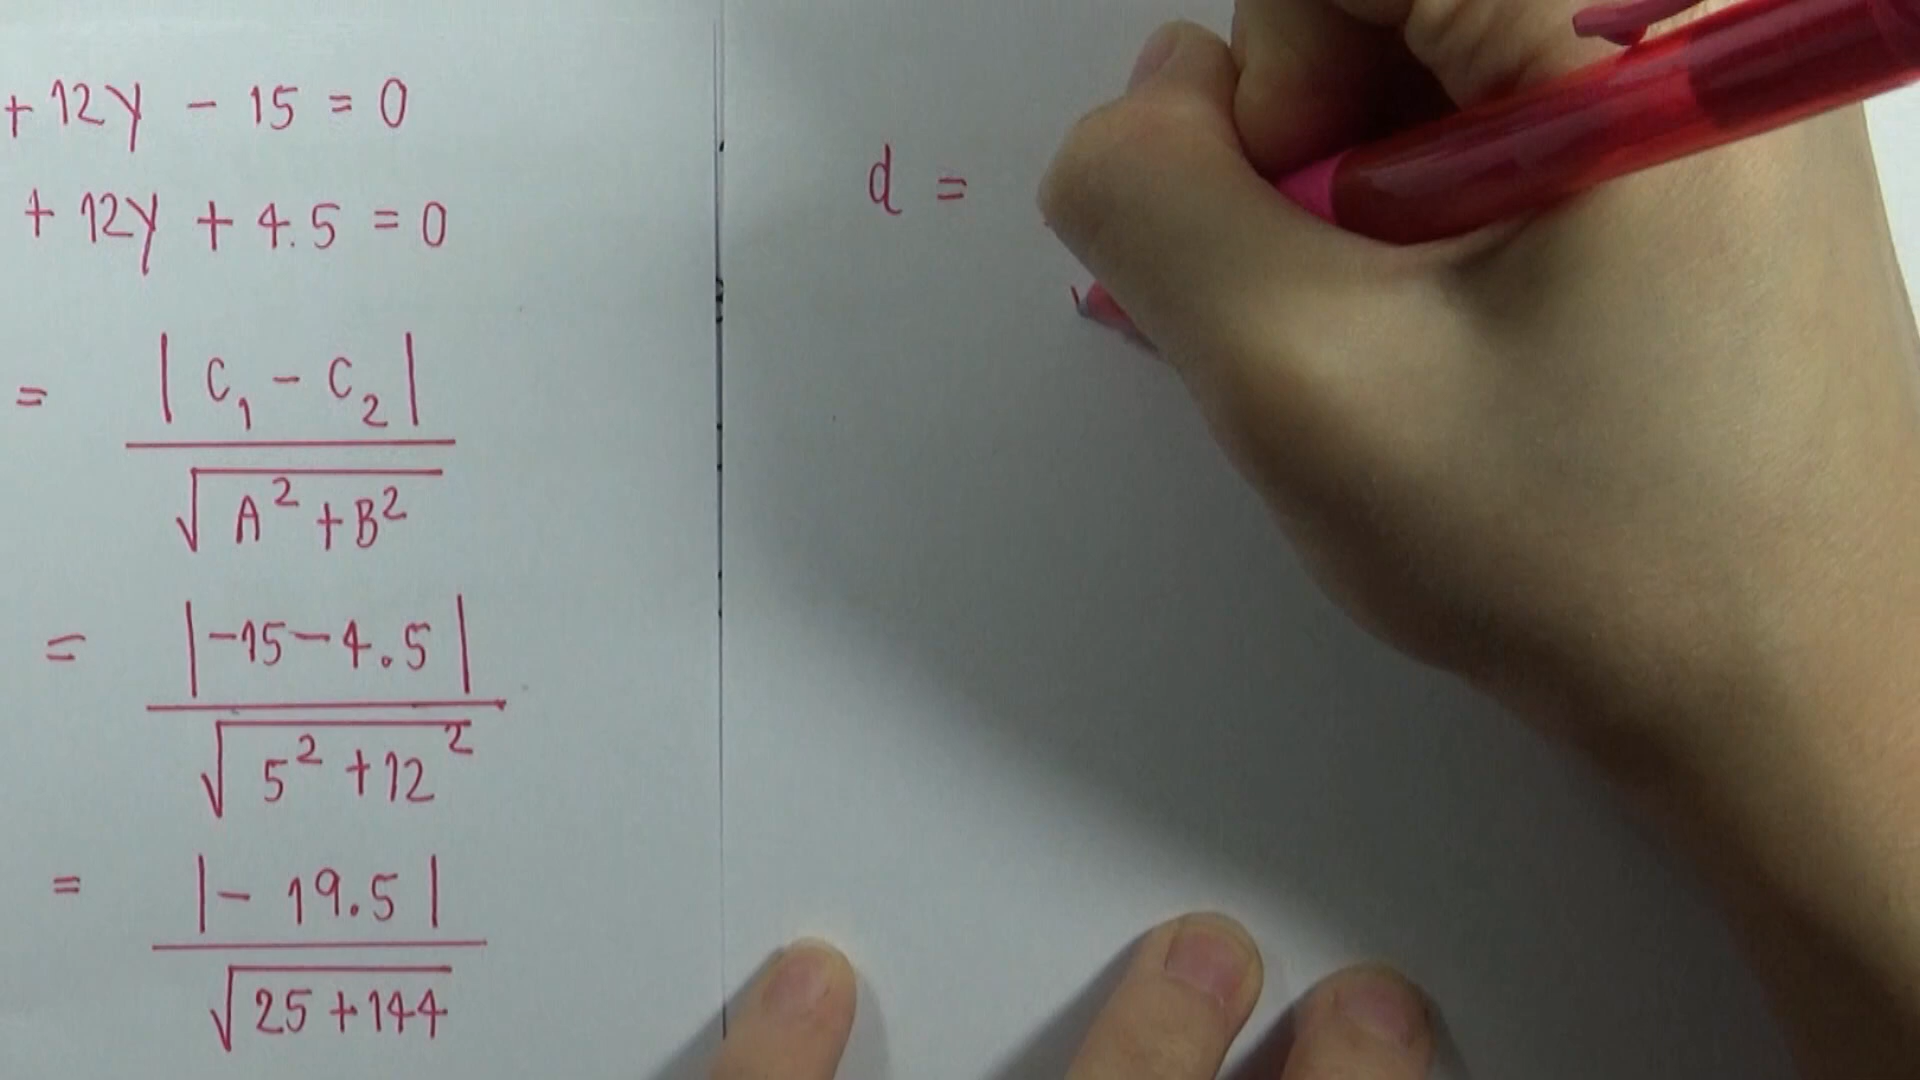 + 12y - 15 = 0
+ 12y + 4.5 = 0
= | C₁ - C₂ | / √(A² + B²)
= | -15 - 4.5 | / √(5² + 12²)
= | - 19.5 | / √(25 + 144)
d =